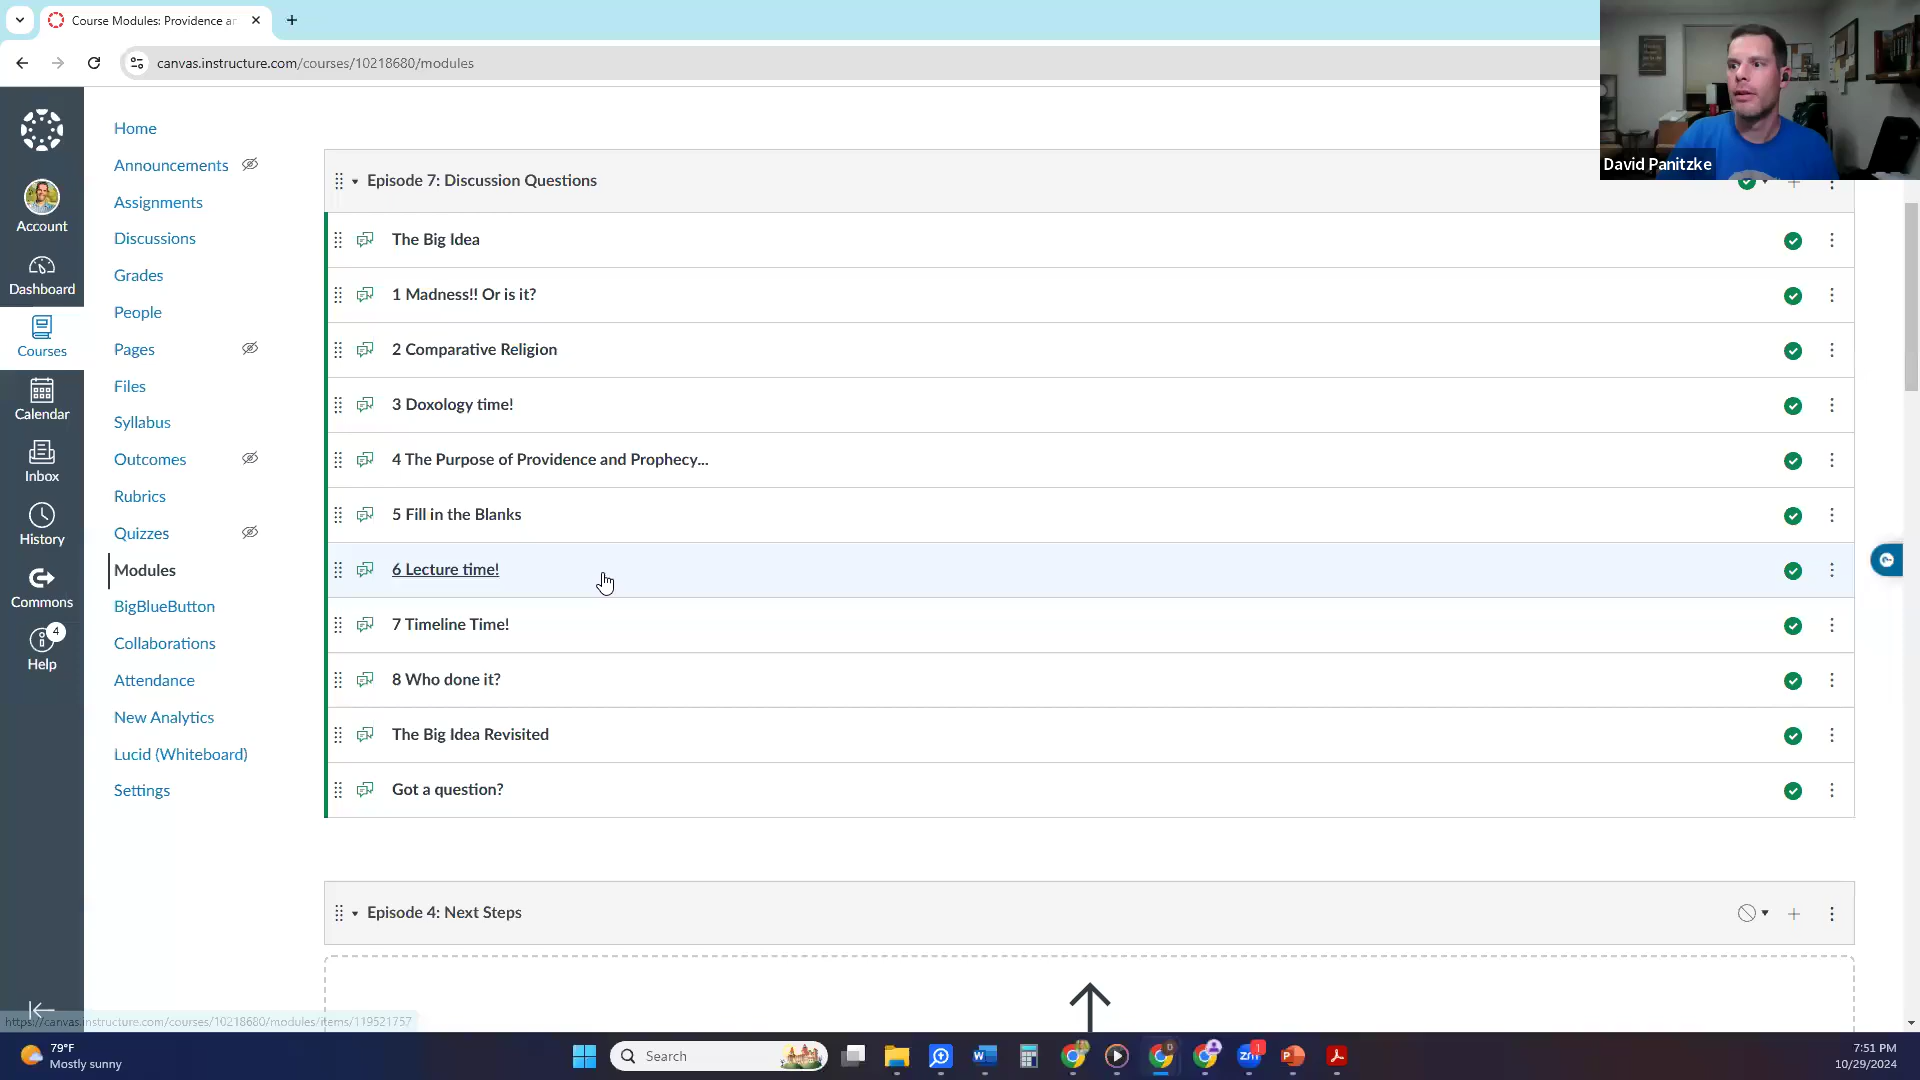 Course Modules: Providence ar
canvas.instructure.com/courses/10218680/modules
David Panitzke
Account
Dashboard
Courses
Calendar
Inbox
History
Commons
4
Help
Home
Announcements
Assignments
Discussions
Grades
People
Pages
Files
Syllabus
Outcomes
Rubrics
Quizzes
Modules
BigBlueButton
Collaborations
Attendance
New Analytics
Lucid (Whiteboard)
Settings
Episode 7: Discussion Questions
The Big Idea
1 Madness!! Or is it?
2 Comparative Religion
3 Doxology time!
4 The Purpose of Providence and Prophecy...
5 Fill in the Blanks
6 Lecture time!
7 Timeline Time!
8 Who done it?
The Big Idea Revisited
Got a question?
Episode 4: Next Steps
https://canvas.instructure.com/courses/10218680/modules/items/119521757
79°F
Mostly sunny
Search
zm
1
7:51 PM
10/29/2024